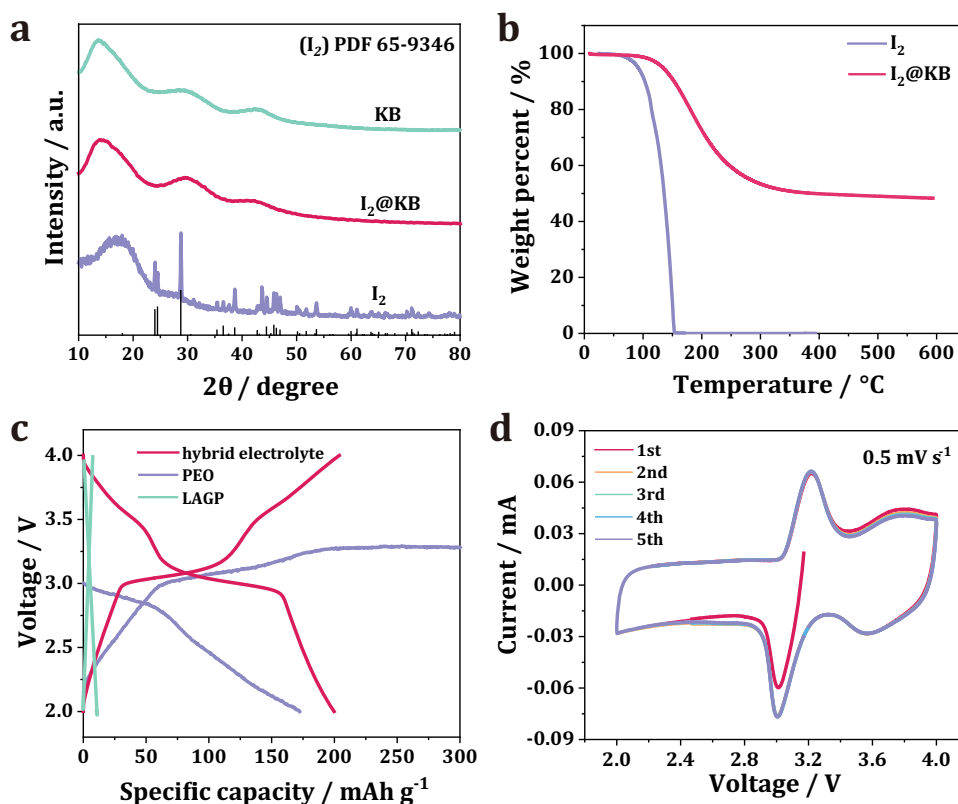 a
(I2) PDF 65-9346
KB
I2@KB
I2
Intensity / a.u.
10 20 30 40 50 60 70 80
2θ / degree
b
I2
I2@KB
Weight percent / %
100
80
60
40
20
0
0 100 200 300 400 500 600
Temperature / °C
c
hybrid electrolyte
PEO
LAGP
Voltage / V
4.0
3.5
3.0
2.5
2.0
0 50 100 150 200 250 300
Specific capacity / mAh g-1
d
1st
2nd
3rd
4th
5th
0.5 mV s-1
Current / mA
0.09
0.06
0.03
0.00
-0.03
-0.06
-0.09
2.0 2.4 2.8 3.2 3.6 4.0
Voltage / V